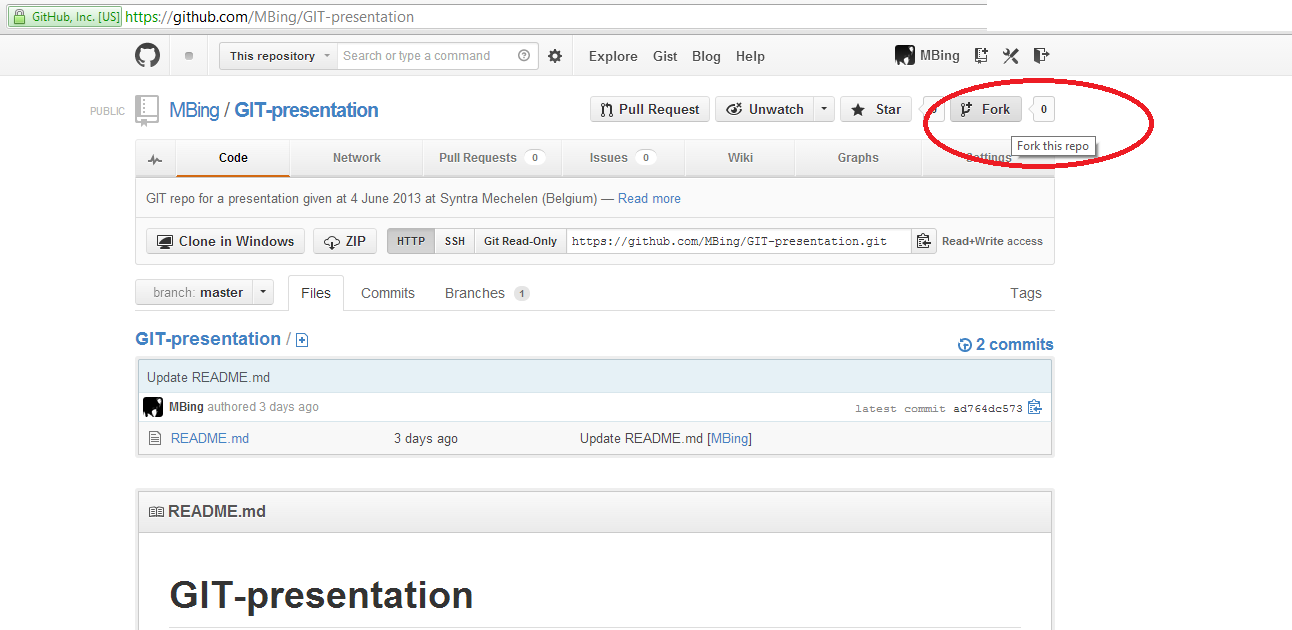 GitHub, Inc. [US] https://github.com/MBing/GIT-presentation
This repository Search or type a command Explore Gist Blog Help MBing
PUBLIC MBing / GIT-presentation Pull Request Unwatch Star Fork 0
Fork this repo
Code Network Pull Requests 0 Issues 0 Wiki Graphs Settings
GIT repo for a presentation given at 4 June 2013 at Syntra Mechelen (Belgium) — Read more
Clone in Windows ZIP HTTP SSH Git Read-Only https://github.com/MBing/GIT-presentation.git Read+Write access
branch: master Files Commits Branches 1 Tags
GIT-presentation / 2 commits
Update README.md
MBing authored 3 days ago latest commit ad764dc573
README.md 3 days ago Update README.md [MBing]
README.md
GIT-presentation